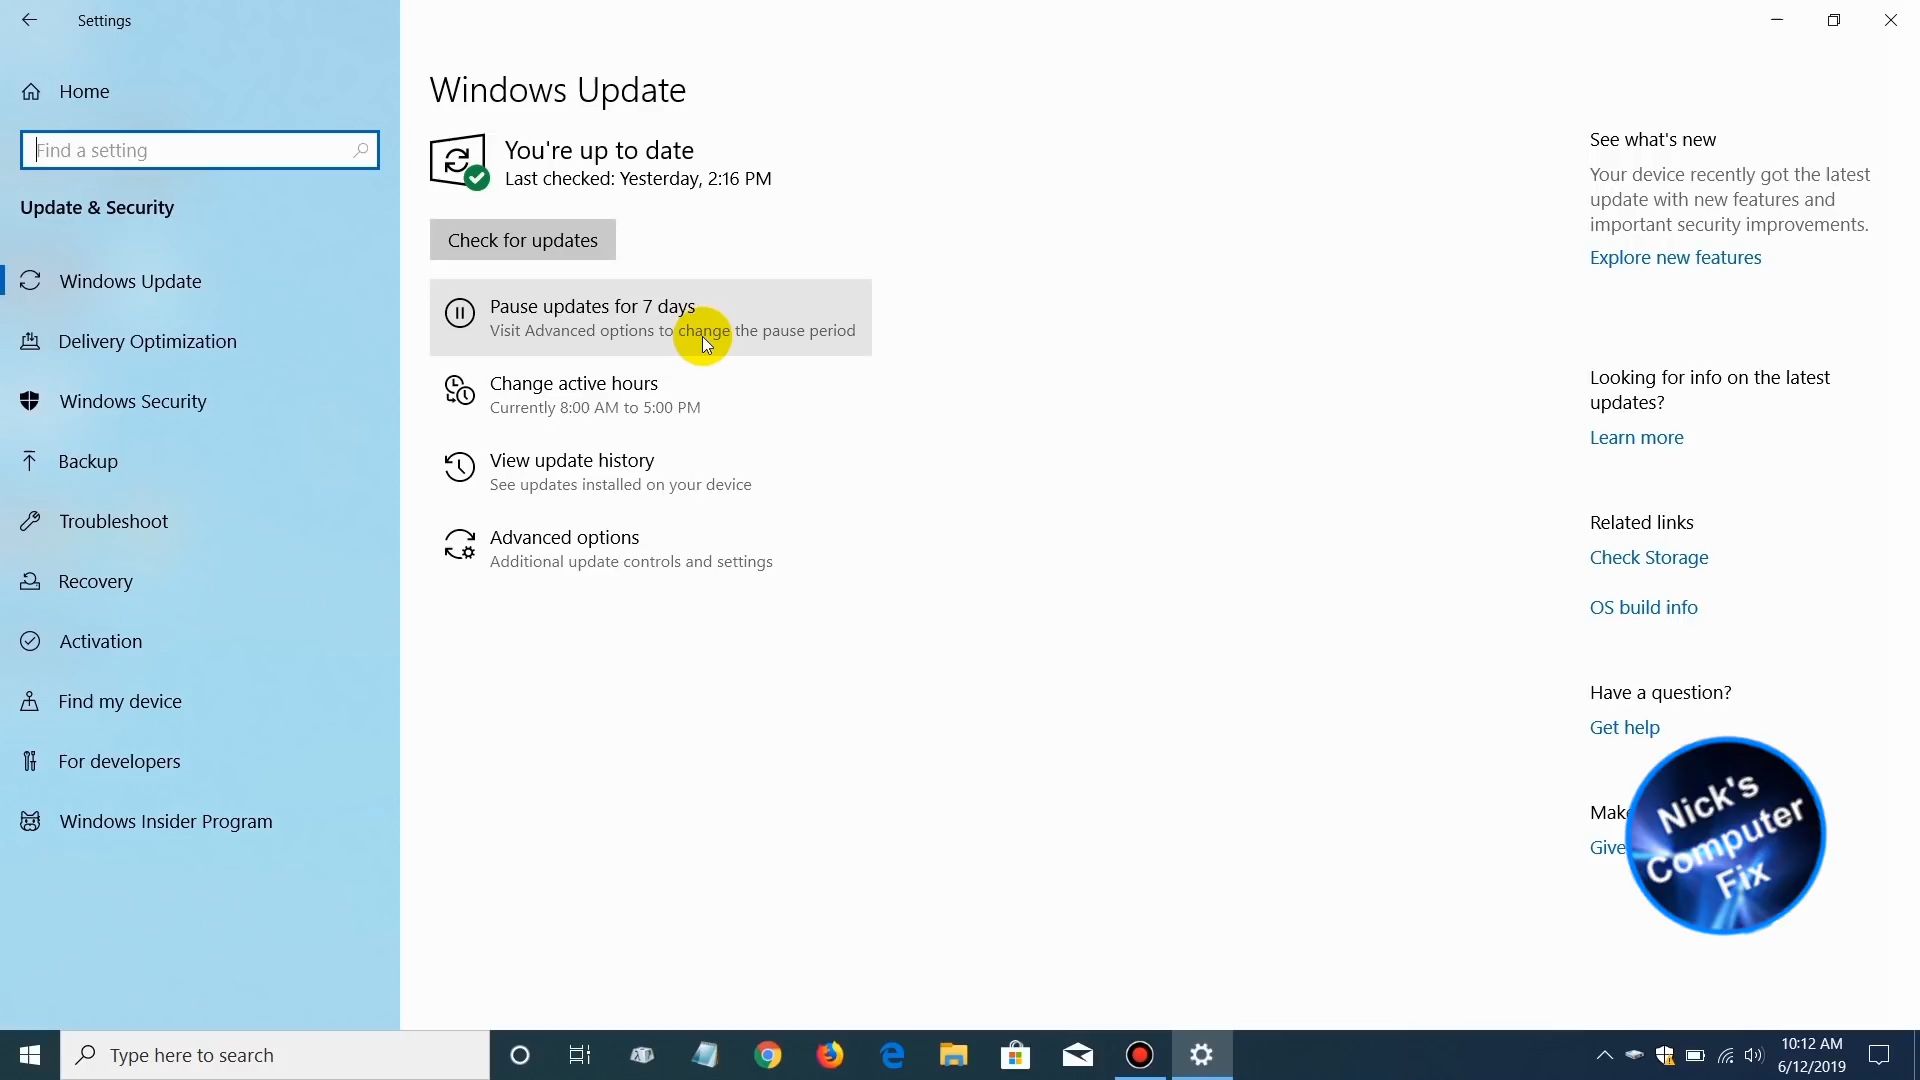 Settings
Home
Find a setting
Update & Security
Windows Update
Delivery Optimization
Windows Security
Backup
Troubleshoot
Recovery
Activation
Find my device
For developers
Windows Insider Program
Windows Update
You're up to date
Last checked: Yesterday, 2:16 PM
Check for updates
Pause updates for 7 days
Visit Advanced options to change the pause period
Change active hours
Currently 8:00 AM to 5:00 PM
View update history
See updates installed on your device
Advanced options
Additional update controls and settings
See what's new
Your device recently got the latest
update with new features and
important security improvements.
Explore new features
Looking for info on the latest
updates?
Learn more
Related links
Check Storage
OS build info
Have a question?
Get help
Make
Give
Nick's
Computer
Fix
Type here to search
10:12 AM
6/12/2019